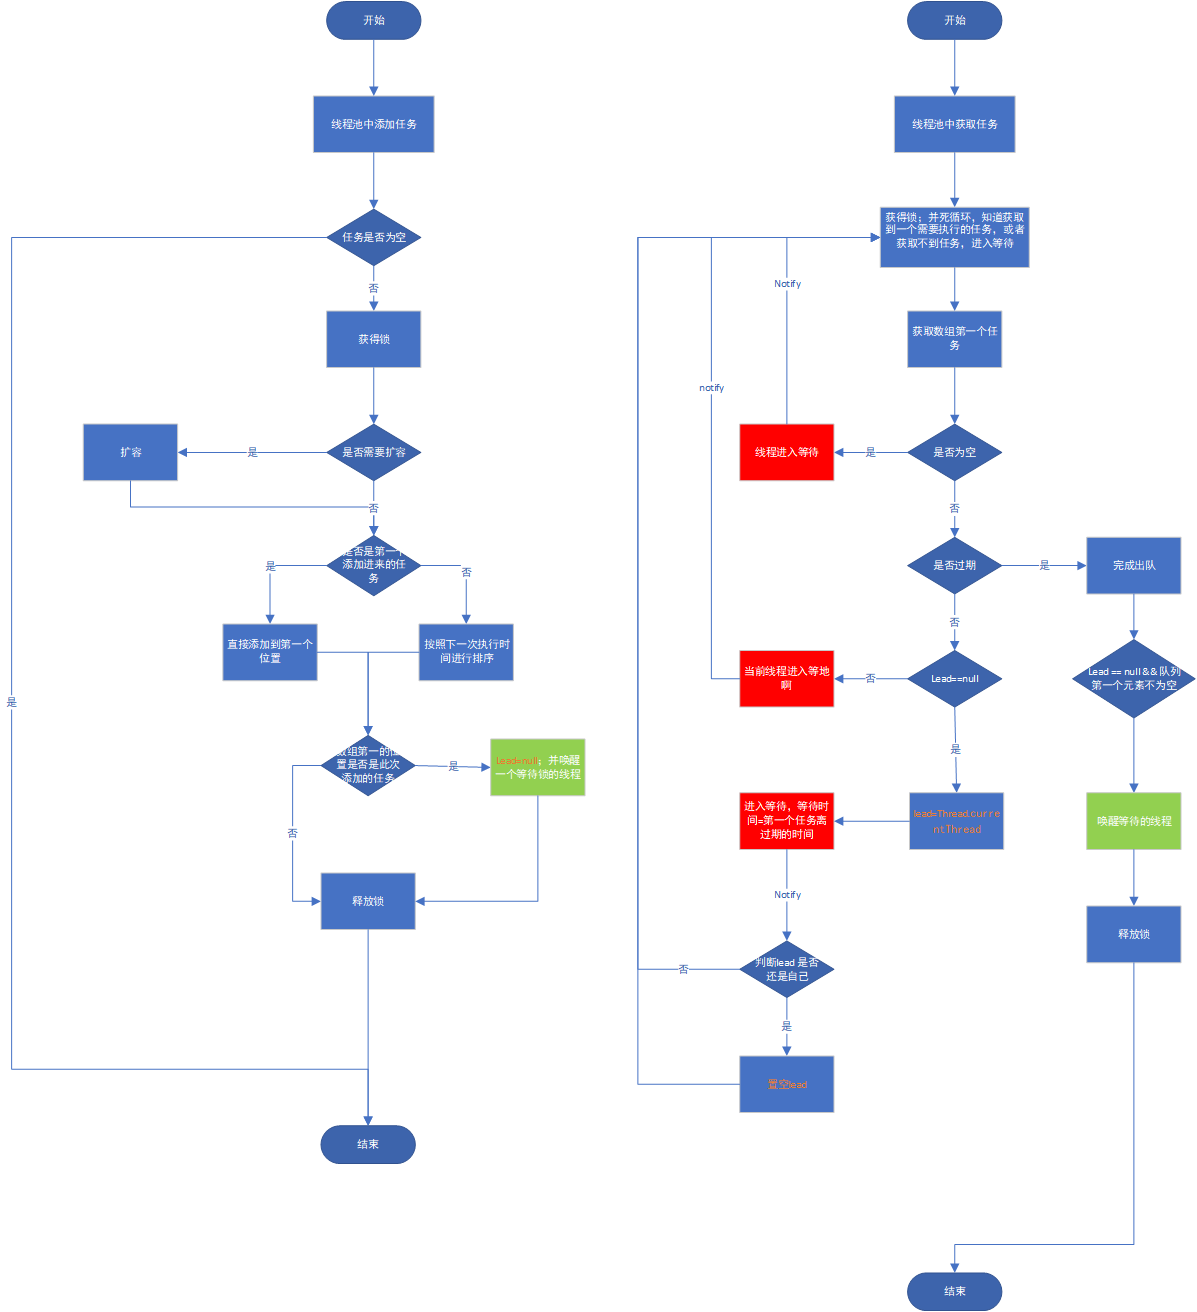 开始
线程池中添加任务
任务是否为空
否
获得锁
是否需要扩容
是
扩容
否
是否是第一个
添加进来的任
务
是
否
直接添加到第一个
位置
按照下一次执行时
间进行排序
数组第一的位
置是否是此次
添加的任务
是
Lead=null；并唤醒
一个等待锁的线程
否
释放锁
是
结束
开始
线程池中获取任务
获得锁；并死循环，知道获取
到一个需要执行的任务，或者
获取不到任务，进入等待
Notify
获取数组第一个任
务
notify
线程进入等待
是
是否为空
否
是否过期
是
完成出队
否
当前线程进入等地
啊
否
Lead==null
Lead == null && 队列
第一个元素不为空
是
进入等待，等待时
间=第一个任务离
过期的时间
lead=Thread.curre
ntThread
唤醒等待的线程
Notify
释放锁
判断lead 是否
还是自己
否
是
置空lead
结束